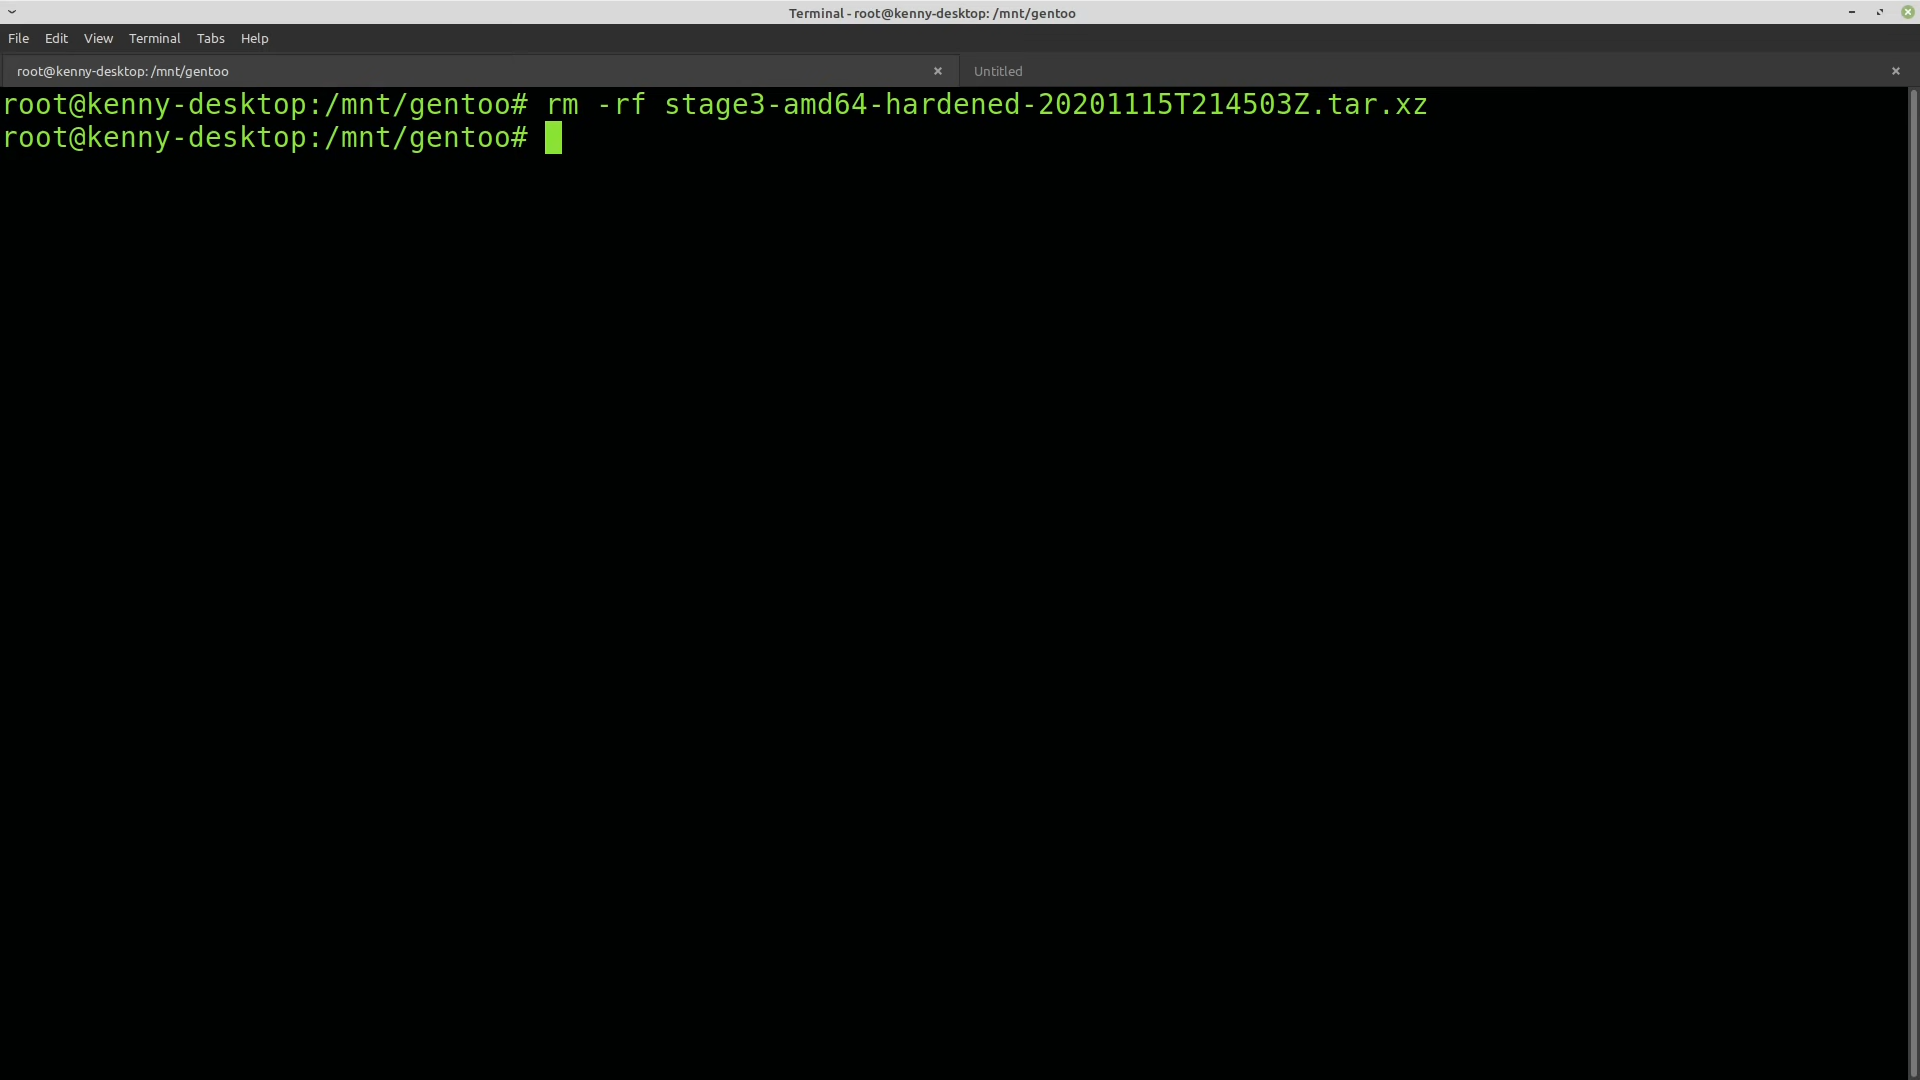 Terminal - root@kenny-desktop: /mnt/gentoo
File Edit View Terminal Tabs Help
root@kenny-desktop: /mnt/gentoo Untitled
root@kenny-desktop:/mnt/gentoo# rm -rf stage3-amd64-hardened-20201115T214503Z.tar.xz
root@kenny-desktop:/mnt/gentoo#